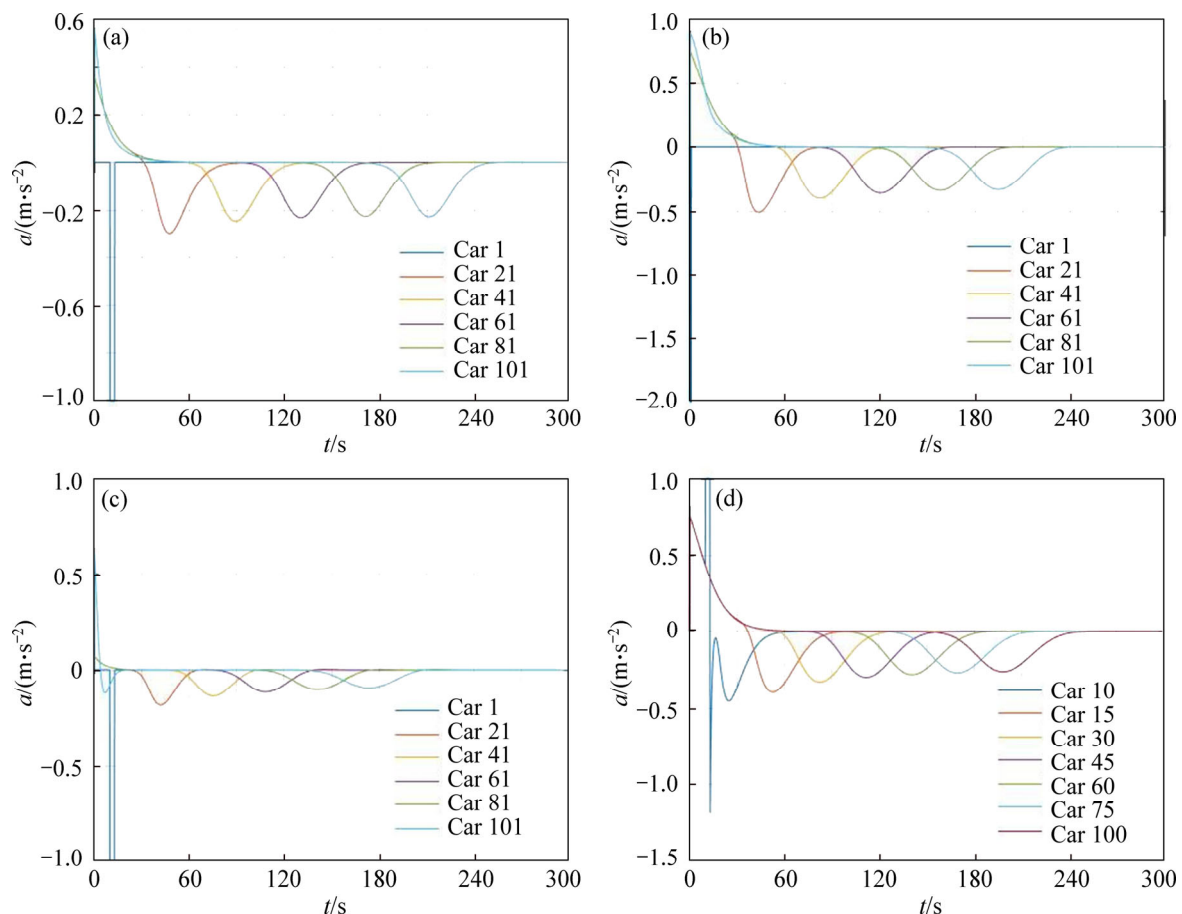 (a)
a/(m·s⁻²)
0.6
0.2
−0.2
−0.6
−1.0
0 60 120 180 240 300
t/s
Car 1
Car 21
Car 41
Car 61
Car 81
Car 101
(b)
a/(m·s⁻²)
1.0
0.5
0
−0.5
−1.0
−1.5
−2.0
0 60 120 180 240 300
t/s
Car 1
Car 21
Car 41
Car 61
Car 81
Car 101
(c)
a/(m·s⁻²)
1.0
0.5
0
−0.5
−1.0
0 60 120 180 240 300
t/s
Car 1
Car 21
Car 41
Car 61
Car 81
Car 101
(d)
a/(m·s⁻²)
1.0
0.5
0
−0.5
−1.0
−1.5
0 60 120 180 240 300
t/s
Car 10
Car 15
Car 30
Car 45
Car 60
Car 75
Car 100